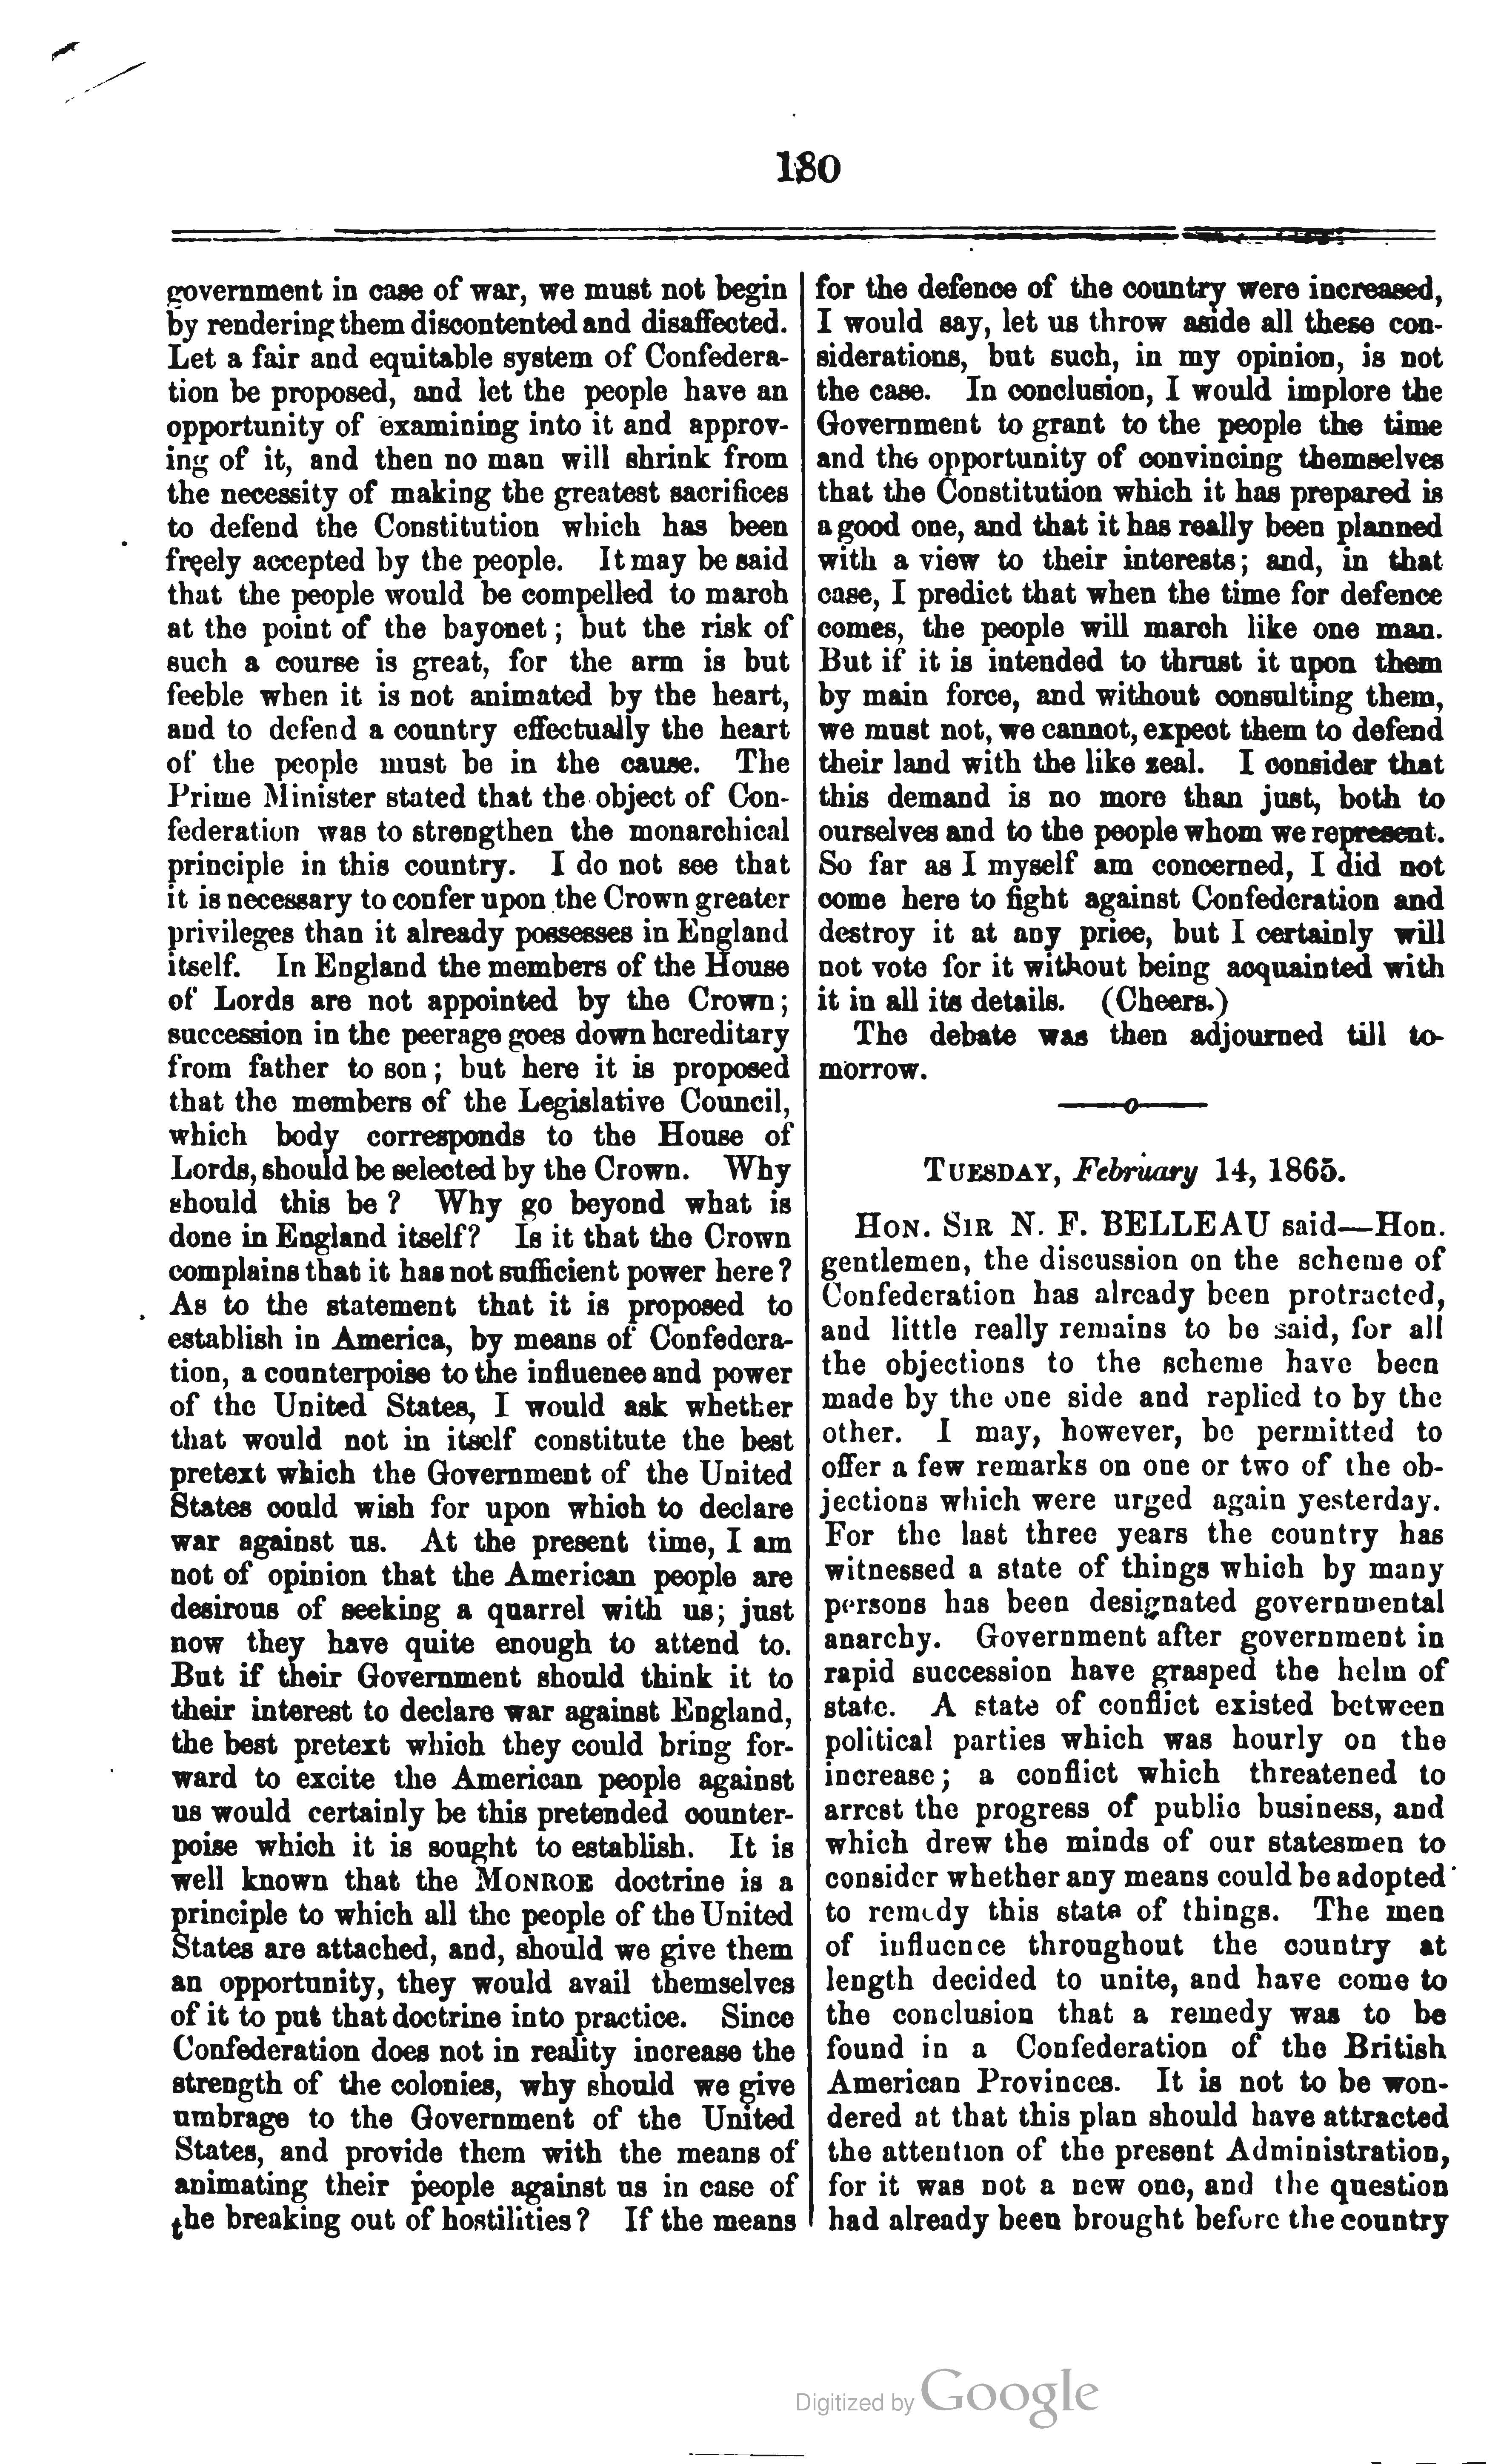 180
government in case of war, we must not begin
by rendering them discontented and disaffected.
Let a fair and equitable system of Confedera-
tion be proposed, and let the people have an
opportunity of examining into it and approv-
ing of it, and then no man will shrink from
the necessity of making the greatest sacrifices
to defend the Constitution which has been
freely accepted by the people. It may be said
that the people would be compelled to march
at the point of the bayonet; but the risk of
such a course is great, for the arm is but
feeble when it is not animated by the heart,
and to defend a country effectually the heart
of the people must be in the cause. The
Prime Minister stated that the object of Con-
federation was to strengthen the monarchical
principle in this country. I do not see that
it is necessary to confer upon the Crown greater
privileges than it already possesses in England
itself. In England the members of the House
of Lords are not appointed by the Crown;
succession in the peerage goes down hereditary
from father to son; but here it is proposed
that the members of the Legislative Council,
which body corresponds to the House of
Lords, should be selected by the Crown. Why
should this be? Why go beyond what is
done in England itself? Is it that the Crown
complains that it has not sufficient power here?
As to the statement that it is proposed to
establish in America, by means of Confedera-
tion, a counterpoise to the influence and power
of the United States, I would ask whether
that would not in itself constitute the best
pretext which the Government of the United
States could wish for upon which to declare
war against us. At the present time, I am
not of opinion that the American people are
desirous of seeking a quarrel with us; just
now they have quite enough to attend to.
But if their Government should think it to
their interest to declare war against England,
the best pretext which they could bring for-
ward to excite the American people against
us would certainly be this pretended counter-
poise which it is sought to establish. It is
well known that the MONROE doctrine is a
principle to which all the people of the United
States are attached, and, should we give them
an opportunity, they would avail themselves
of it to put that doctrine into practice. Since
Confederation does not in reality increase the
strength of the colonies, why should we give
umbrage to the Government of the United
States, and provide them with the means of
animating their people against us in case of
the breaking out of hostilities? If the means
for the defence of the country were increased,
I would say, let us throw aside all these con-
siderations, but such, in my opinion, is not
the case. In conclusion, I would implore the
Government to grant to the people the time
and the opportunity of convincing themselves
that the Constitution which it has prepared is
a good one, and that it has really been planned
with a view to their interests; and, in that
case, I predict that when the time for defence
comes, the people will march like one man.
But if it is intended to thrust it upon them
by main force, and without consulting them,
we must not, we cannot, expect them to defend
their land with the like zeal. I consider that
this demand is no more than just, both to
ourselves and to the people whom we represent.
So far as I myself am concerned, I did not
come here to fight against Confederation and
destroy it at any price, but I certainly will
not vote for it without being acquainted with
it in all its details. (Cheers.)
The debate was then adjourned till to-
morrow.
TUESDAY, February 14, 1865.
HON. SIR N. F. BELLEAU said—Hon.
gentlemen, the discussion on the scheme of
Confederation has already been protracted,
and little really remains to be said, for all
the objections to the scheme have been
made by the one side and replied to by the
other. I may, however, be permitted to
offer a few remarks on one or two of the ob-
jections which were urged again yesterday.
For the last three years the country has
witnessed a state of things which by many
persons has been designated governmental
anarchy. Government after government in
rapid succession have grasped the helm of
state. A state of conflict existed between
political parties which was hourly on the
increase; a conflict which threatened to
arrest the progress of public business, and
which drew the minds of our statesmen to
consider whether any means could be adopted
to remedy this state of things. The men
of influence throughout the country at
length decided to unite, and have come to
the conclusion that a remedy was to be
found in a Confederation of the British
American Provinces. It is not to be won-
dered at that this plan should have attracted
the attention of the present Administration,
for it was not a new one, and the question
had already been brought before the country
Digitized by Google